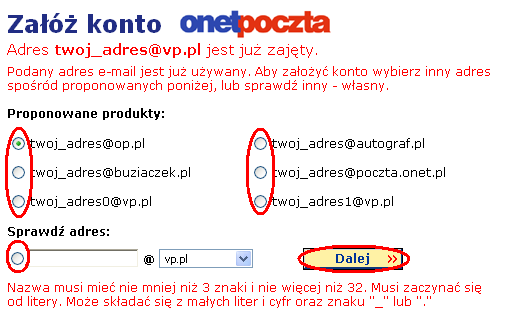 Załóż konto onetpoczta
Adres twoj_adres@vp.pl jest już zajęty.
Podany adres e-mail jest już używany. Aby założyć konto wybierz inny adres
spośród proponowanych poniżej, lub sprawdź inny - własny.
Proponowane produkty:
twoj_adres@op.pl twoj_adres@autograf.pl
twoj_adres@buziaczek.pl twoj_adres@poczta.onet.pl
twoj_adres0@vp.pl twoj_adres1@vp.pl
Sprawdź adres:
@ vp.pl Dalej >>
Nazwa musi mieć nie mniej niż 3 znaki i nie więcej niż 32. Musi zaczynać się
od litery. Może składać się z małych liter i cyfr oraz znaku "_" lub "."